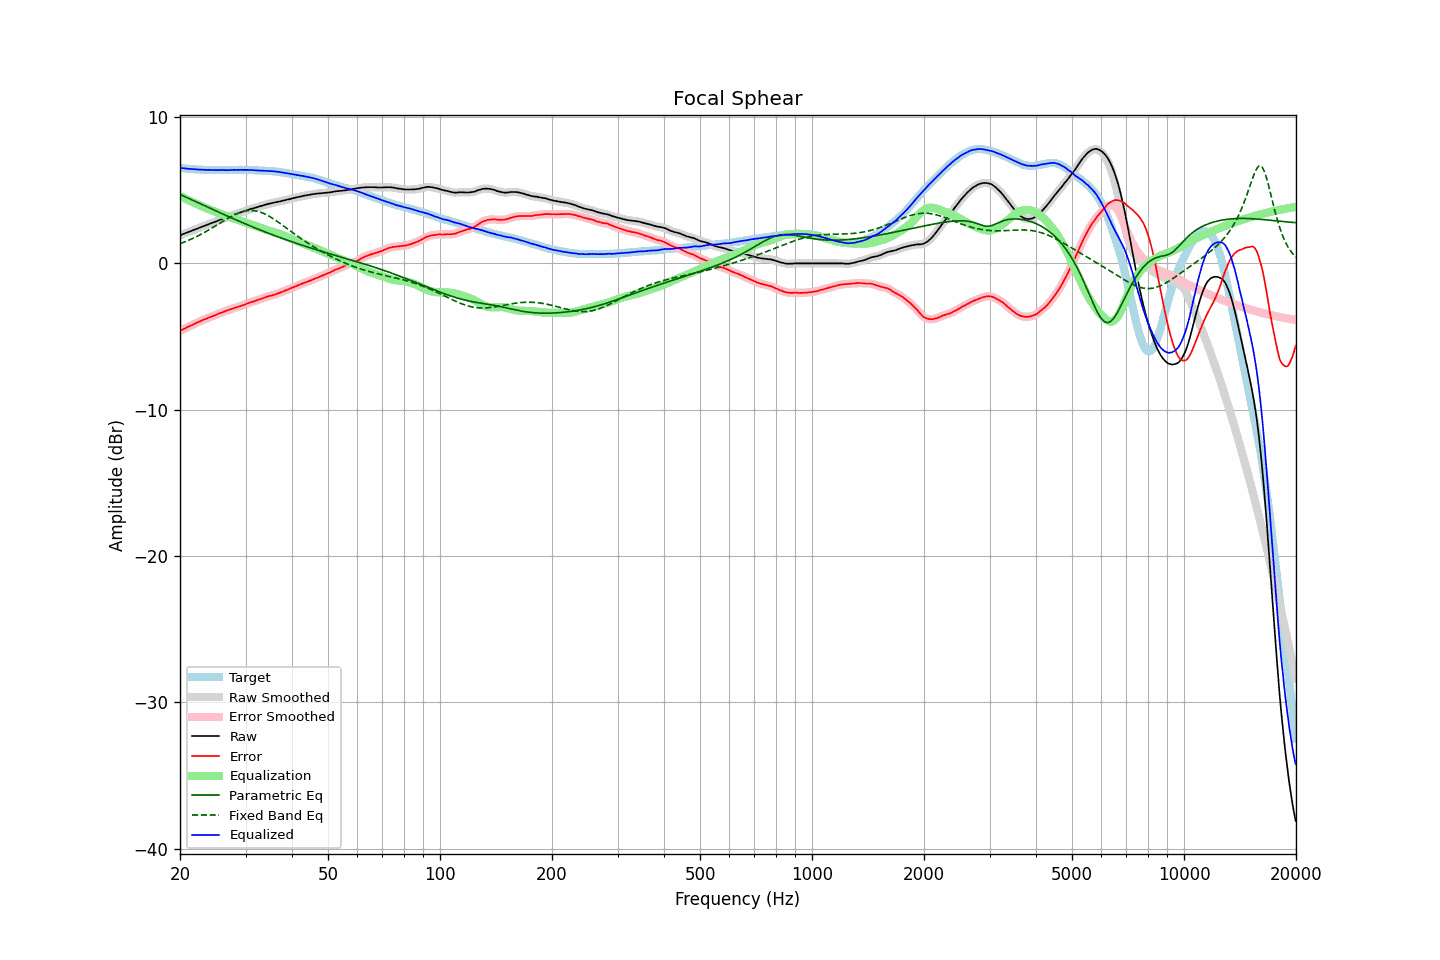 Focal Sphear
10
0
−10
−20
−30
−40
Amplitude (dBr)
Target
Raw Smoothed
Error Smoothed
Raw
Error
Equalization
Parametric Eq
Fixed Band Eq
Equalized
20 50 100 200 500 1000 2000 5000 10000 20000
Frequency (Hz)